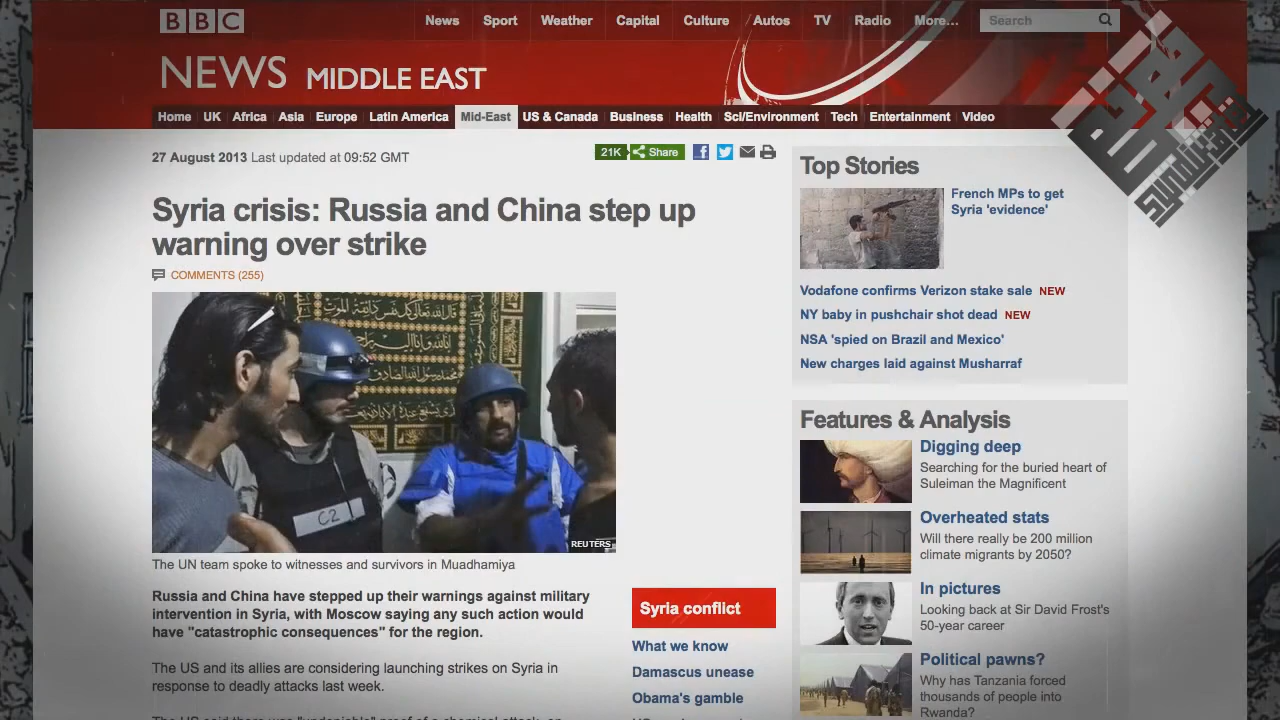 BBC
News Sport Weather Capital Culture Autos TV Radio More... Search
NEWS MIDDLE EAST
Home UK Africa Asia Europe Latin America Mid-East US & Canada Business Health Sci/Environment Tech Entertainment Video
27 August 2013 Last updated at 09:52 GMT
21K Share
Syria crisis: Russia and China step up
warning over strike
COMMENTS (255)
C2
REUTERS
The UN team spoke to witnesses and survivors in Muadhamiya
Russia and China have stepped up their warnings against military
intervention in Syria, with Moscow saying any such action would
have "catastrophic consequences" for the region.
The US and its allies are considering launching strikes on Syria in
response to deadly attacks last week.
Syria conflict
What we know
Damascus unease
Obama's gamble
Top Stories
French MPs to get
Syria 'evidence'
Vodafone confirms Verizon stake sale NEW
NY baby in pushchair shot dead NEW
NSA 'spied on Brazil and Mexico'
New charges laid against Musharraf
Features & Analysis
Digging deep
Searching for the buried heart of
Suleiman the Magnificent
Overheated stats
Will there really be 200 million
climate migrants by 2050?
In pictures
Looking back at Sir David Frost's
50-year career
Political pawns?
Why has Tanzania forced
thousands of people into
Rwanda?